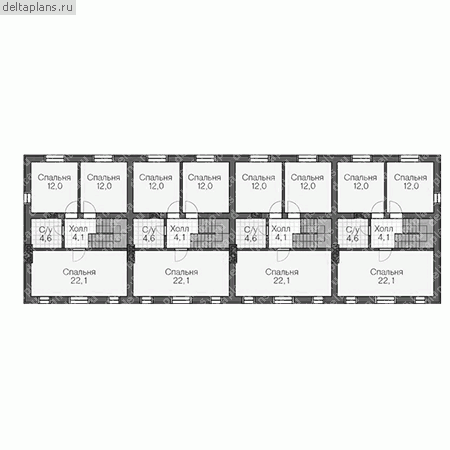 deltaplans.ru
Спальня Спальня Спальня Спальня Спальня Спальня Спальня Спальня
12,0 12,0 12,0 12,0 12,0 12,0 12,0 12,0
С/у Холл С/у Холл С/у Холл С/у Холл
4,6 4,1 4,6 4,1 4,6 4,1 4,6 4,1
Спальня Спальня Спальня Спальня
22,1 22,1 22,1 22,1